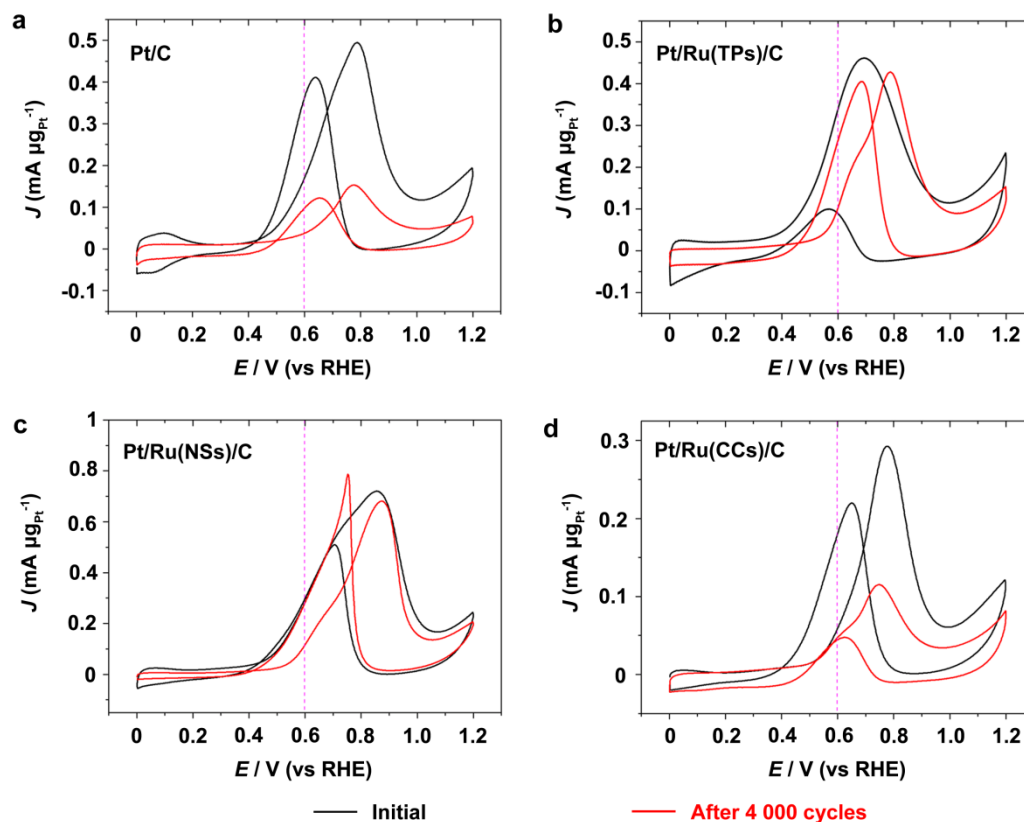 a
Pt/C
0.5
0.4
0.3
0.2
0.1
0
-0.1
J (mA μgPt⁻¹)
0 0.2 0.4 0.6 0.8 1.0 1.2
E / V (vs RHE)
b
Pt/Ru(TPs)/C
0.5
0.4
0.3
0.2
0.1
0
-0.1
J (mA μgPt⁻¹)
0 0.2 0.4 0.6 0.8 1.0 1.2
E / V (vs RHE)
c
Pt/Ru(NSs)/C
1
0.8
0.6
0.4
0.2
0
J (mA μgPt⁻¹)
0 0.2 0.4 0.6 0.8 1.0 1.2
E / V (vs RHE)
d
Pt/Ru(CCs)/C
0.3
0.2
0.1
0
J (mA μgPt⁻¹)
0 0.2 0.4 0.6 0.8 1.0 1.2
E / V (vs RHE)
Initial
After 4 000 cycles